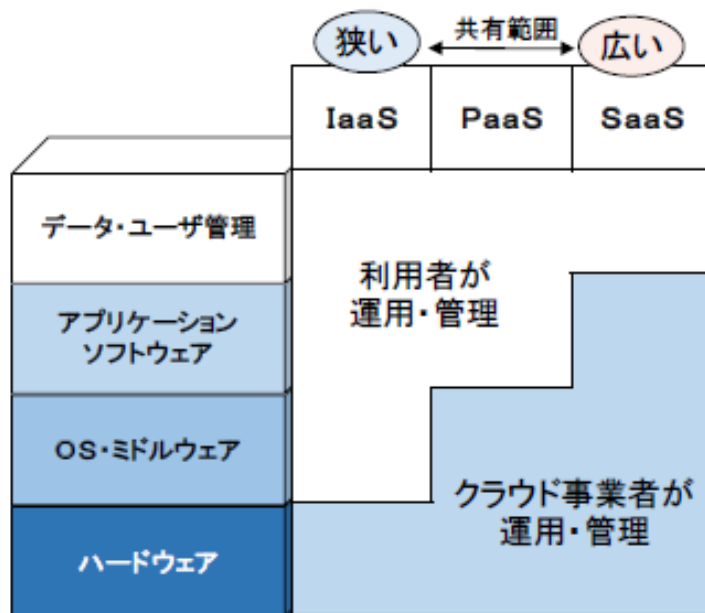 狭い
共有範囲
広い
IaaS
PaaS
SaaS
データ・ユーザ管理
利用者が
運用・管理
アプリケーション
ソフトウェア
OS・ミドルウェア
クラウド事業者が
運用・管理
ハードウェア